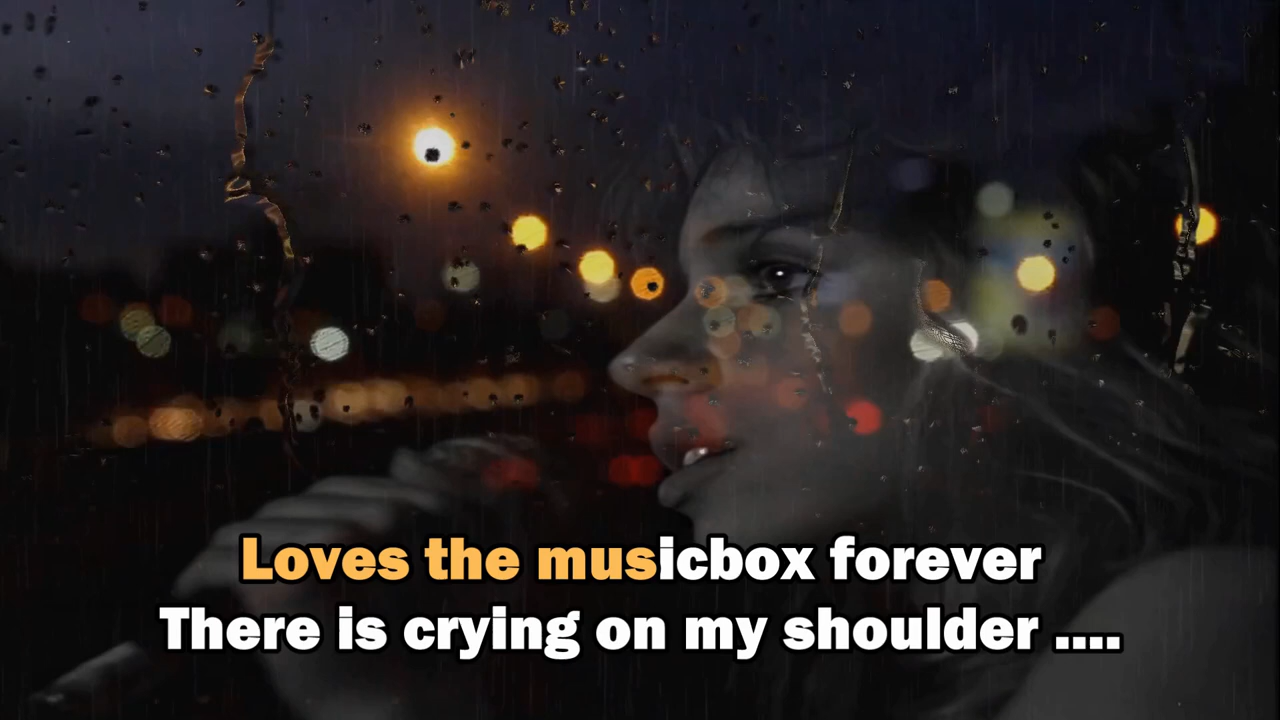 Loves the musicbox forever
There is crying on my shoulder ....